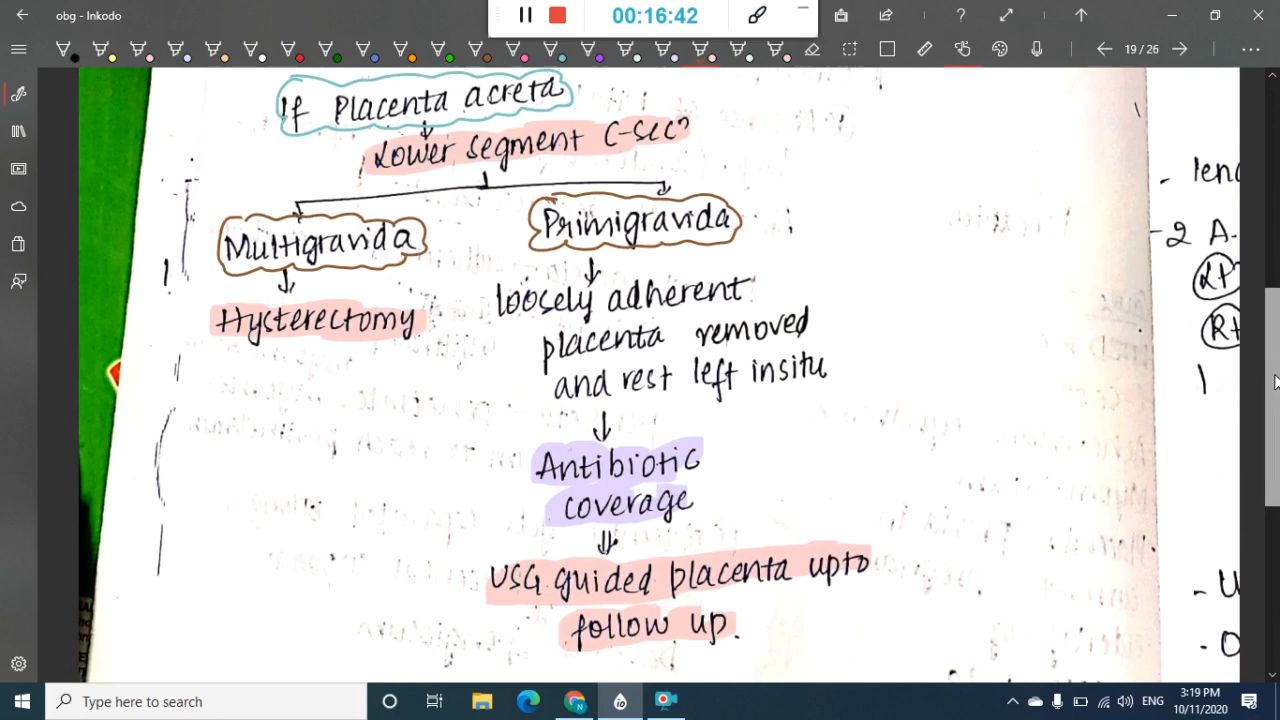 obg - Inkodo
00:16:42
19 / 26
If Placenta acreta
Lower segment C-sec?
Multigravida
Primigravida
Hysterectomy
loosely adherent
placenta removed
and rest left insitu
Antibiotic
coverage
USG guided placenta upto
follow up.
-2 A.
Type here to search
ENG
3:19 PM
10/11/2020